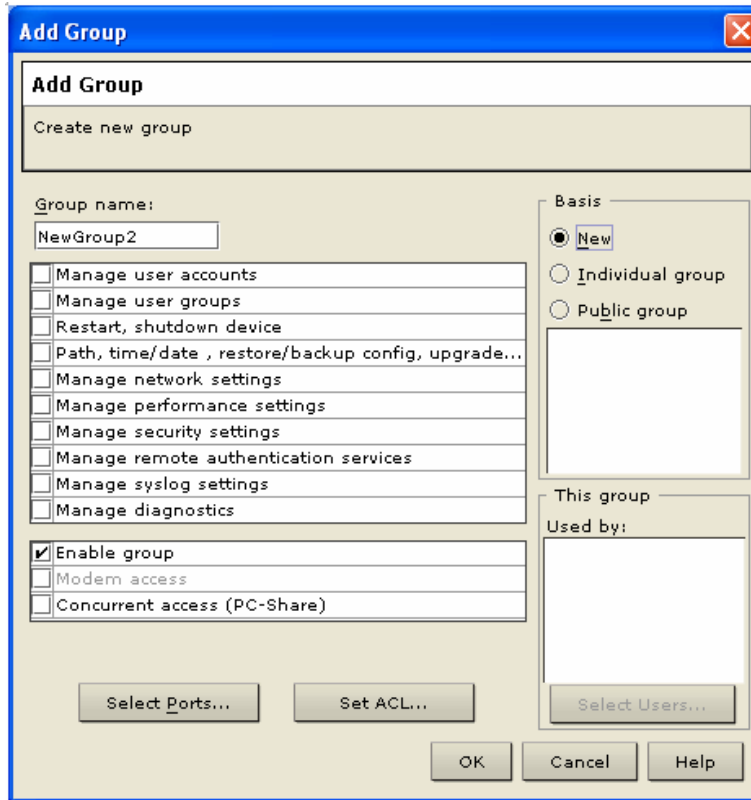 Add Group
Add Group
Create new group
Group name:
NewGroup2
Manage user accounts
Manage user groups
Restart, shutdown device
Path, time/date , restore/backup config, upgrade...
Manage network settings
Manage performance settings
Manage security settings
Manage remote authentication services
Manage syslog settings
Manage diagnostics
Enable group
Modem access
Concurrent access (PC-Share)
Select Ports...
Set ACL...
Basis
New
Individual group
Public group
This group
Used by:
Select Users...
OK
Cancel
Help